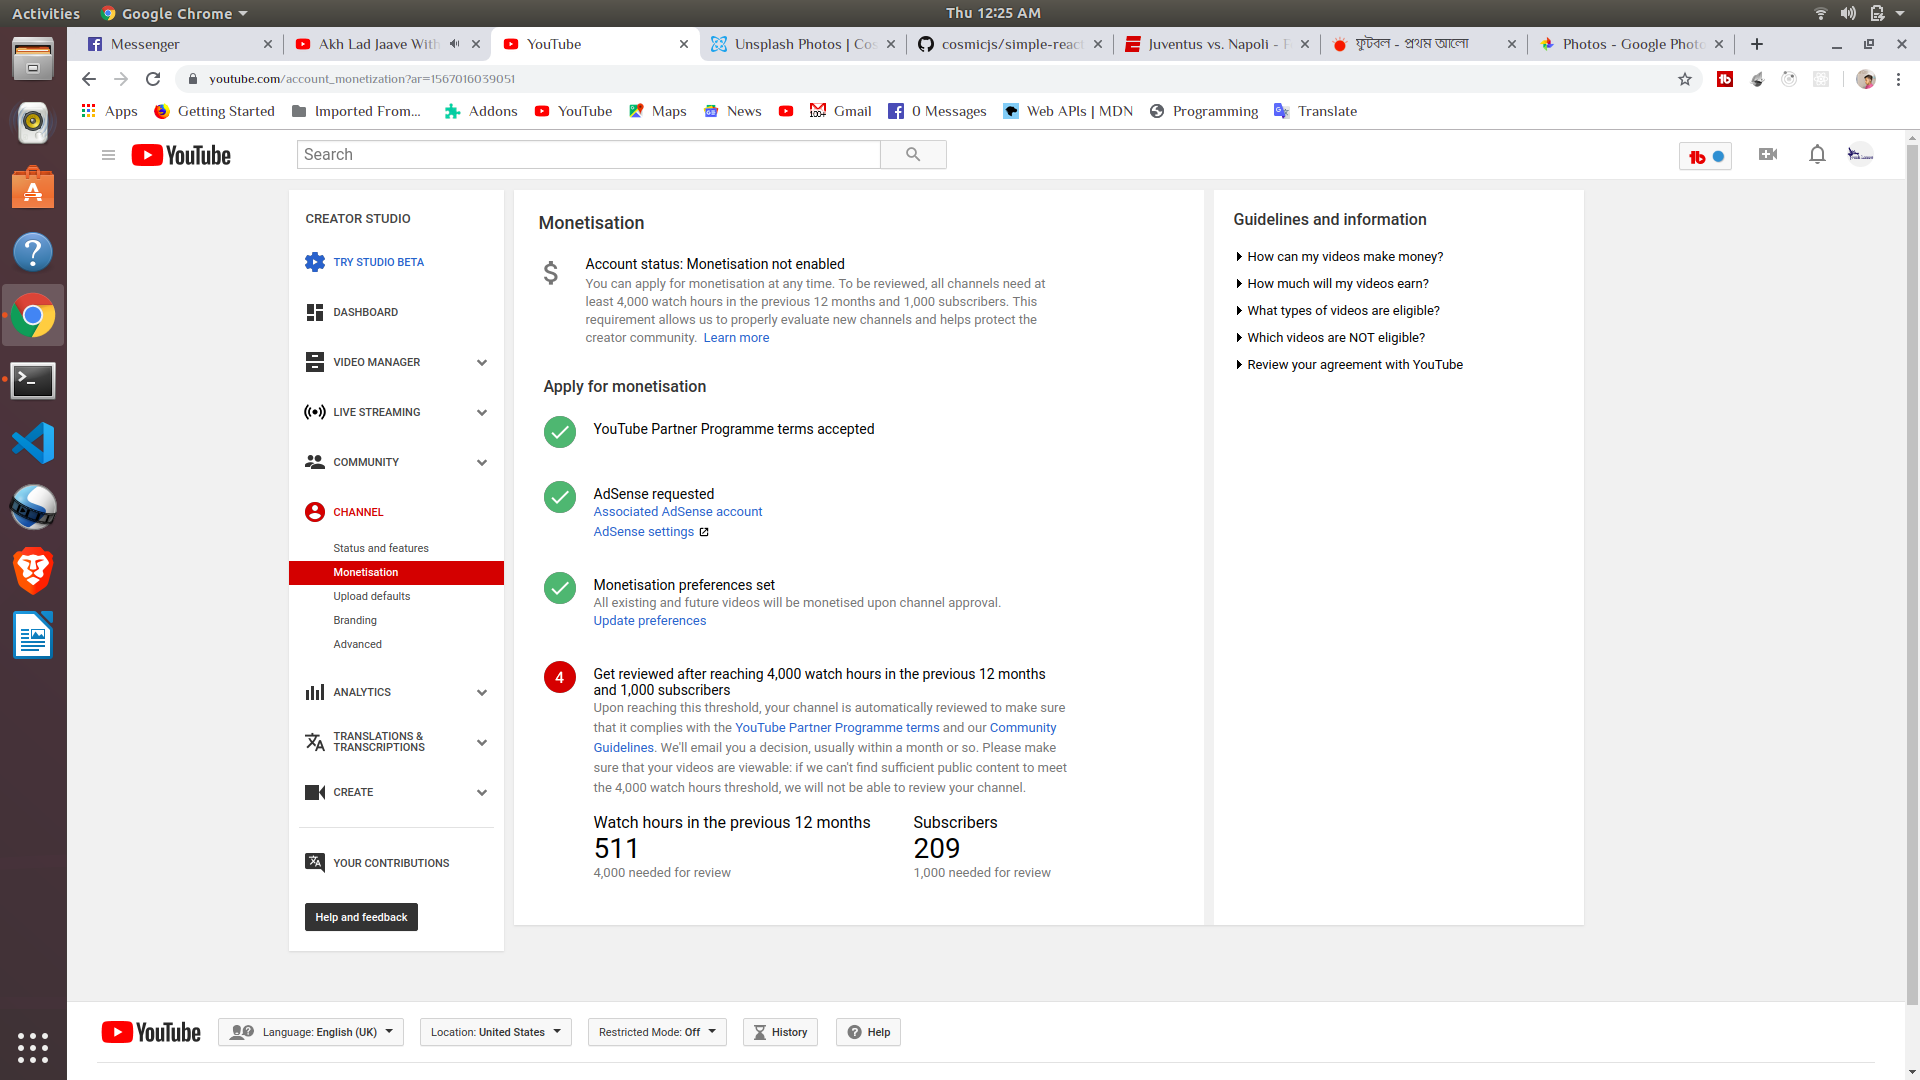 Activities
Google Chrome
Thu 12:25 AM
Messenger
Akh Lad Jaave With
YouTube
Unsplash Photos | Cos
cosmicjs/simple-react
Juventus vs. Napoli - F
ফুটবল - প্রথম আলো
Photos - Google Photo
youtube.com/account_monetization?ar=1567016039051
Apps
Getting Started
Imported From...
Addons
YouTube
Maps
News
Gmail
0 Messages
Web APIs | MDN
Programming
Translate
YouTube
Search
CREATOR STUDIO
TRY STUDIO BETA
DASHBOARD
VIDEO MANAGER
LIVE STREAMING
COMMUNITY
CHANNEL
Status and features
Monetisation
Upload defaults
Branding
Advanced
ANALYTICS
TRANSLATIONS &
TRANSCRIPTIONS
CREATE
YOUR CONTRIBUTIONS
Help and feedback
Monetisation
Account status: Monetisation not enabled
You can apply for monetisation at any time. To be reviewed, all channels need at
least 4,000 watch hours in the previous 12 months and 1,000 subscribers. This
requirement allows us to properly evaluate new channels and helps protect the
creator community. Learn more
Apply for monetisation
YouTube Partner Programme terms accepted
AdSense requested
Associated AdSense account
AdSense settings
Monetisation preferences set
All existing and future videos will be monetised upon channel approval.
Update preferences
4
Get reviewed after reaching 4,000 watch hours in the previous 12 months
and 1,000 subscribers
Upon reaching this threshold, your channel is automatically reviewed to make sure
that it complies with the YouTube Partner Programme terms and our Community
Guidelines. We'll email you a decision, usually within a month or so. Please make
sure that your videos are viewable: if we can't find sufficient public content to meet
the 4,000 watch hours threshold, we will not be able to review your channel.
Watch hours in the previous 12 months
511
4,000 needed for review
Subscribers
209
1,000 needed for review
Guidelines and information
How can my videos make money?
How much will my videos earn?
What types of videos are eligible?
Which videos are NOT eligible?
Review your agreement with YouTube
YouTube
Language: English (UK)
Location: United States
Restricted Mode: Off
History
Help